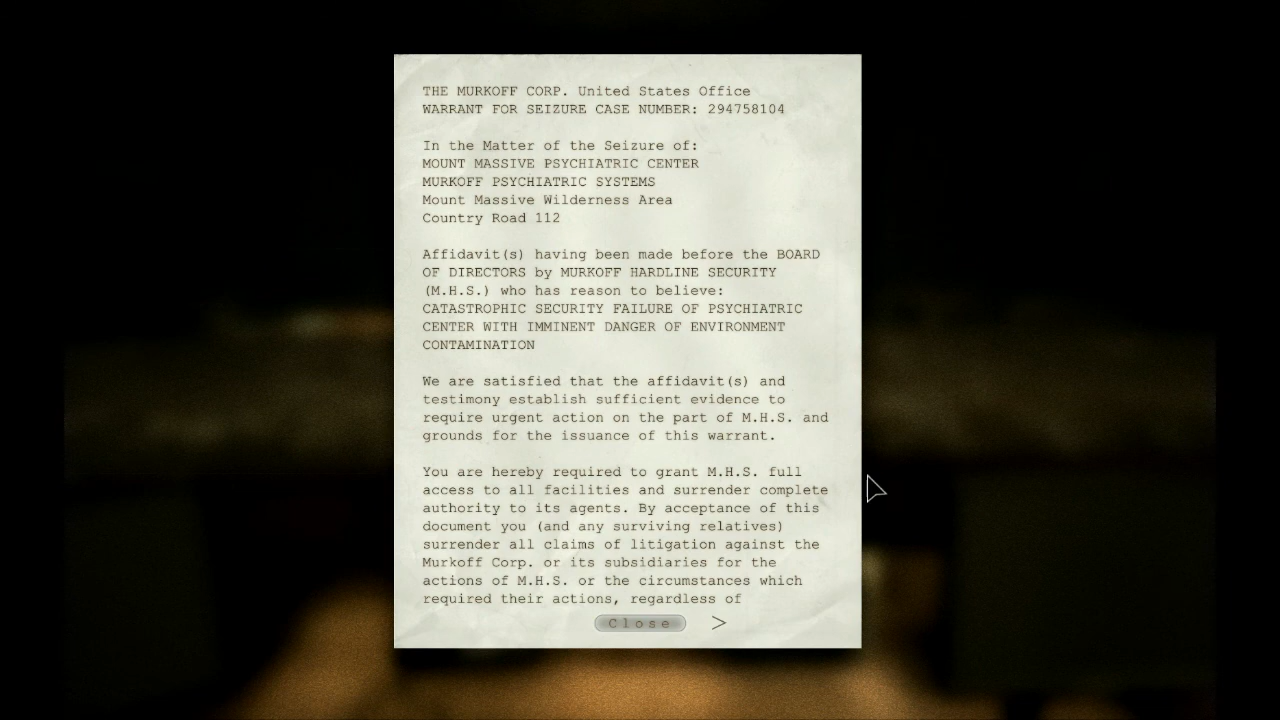 THE MURKOFF CORP. United States Office
WARRANT FOR SEIZURE CASE NUMBER: 294758104
In the Matter of the Seizure of:
MOUNT MASSIVE PSYCHIATRIC CENTER
MURKOFF PSYCHIATRIC SYSTEMS
Mount Massive Wilderness Area
Country Road 112
Affidavit(s) having been made before the BOARD
OF DIRECTORS by MURKOFF HARDLINE SECURITY
(M.H.S.) who has reason to believe:
CATASTROPHIC SECURITY FAILURE OF PSYCHIATRIC
CENTER WITH IMMINENT DANGER OF ENVIRONMENT
CONTAMINATION
We are satisfied that the affidavit(s) and
testimony establish sufficient evidence to
require urgent action on the part of M.H.S. and
grounds for the issuance of this warrant.
You are hereby required to grant M.H.S. full
access to all facilities and surrender complete
authority to its agents. By acceptance of this
document you (and any surviving relatives)
surrender all claims of litigation against the
Murkoff Corp. or its subsidiaries for the
actions of M.H.S. or the circumstances which
required their actions, regardless of
Close >